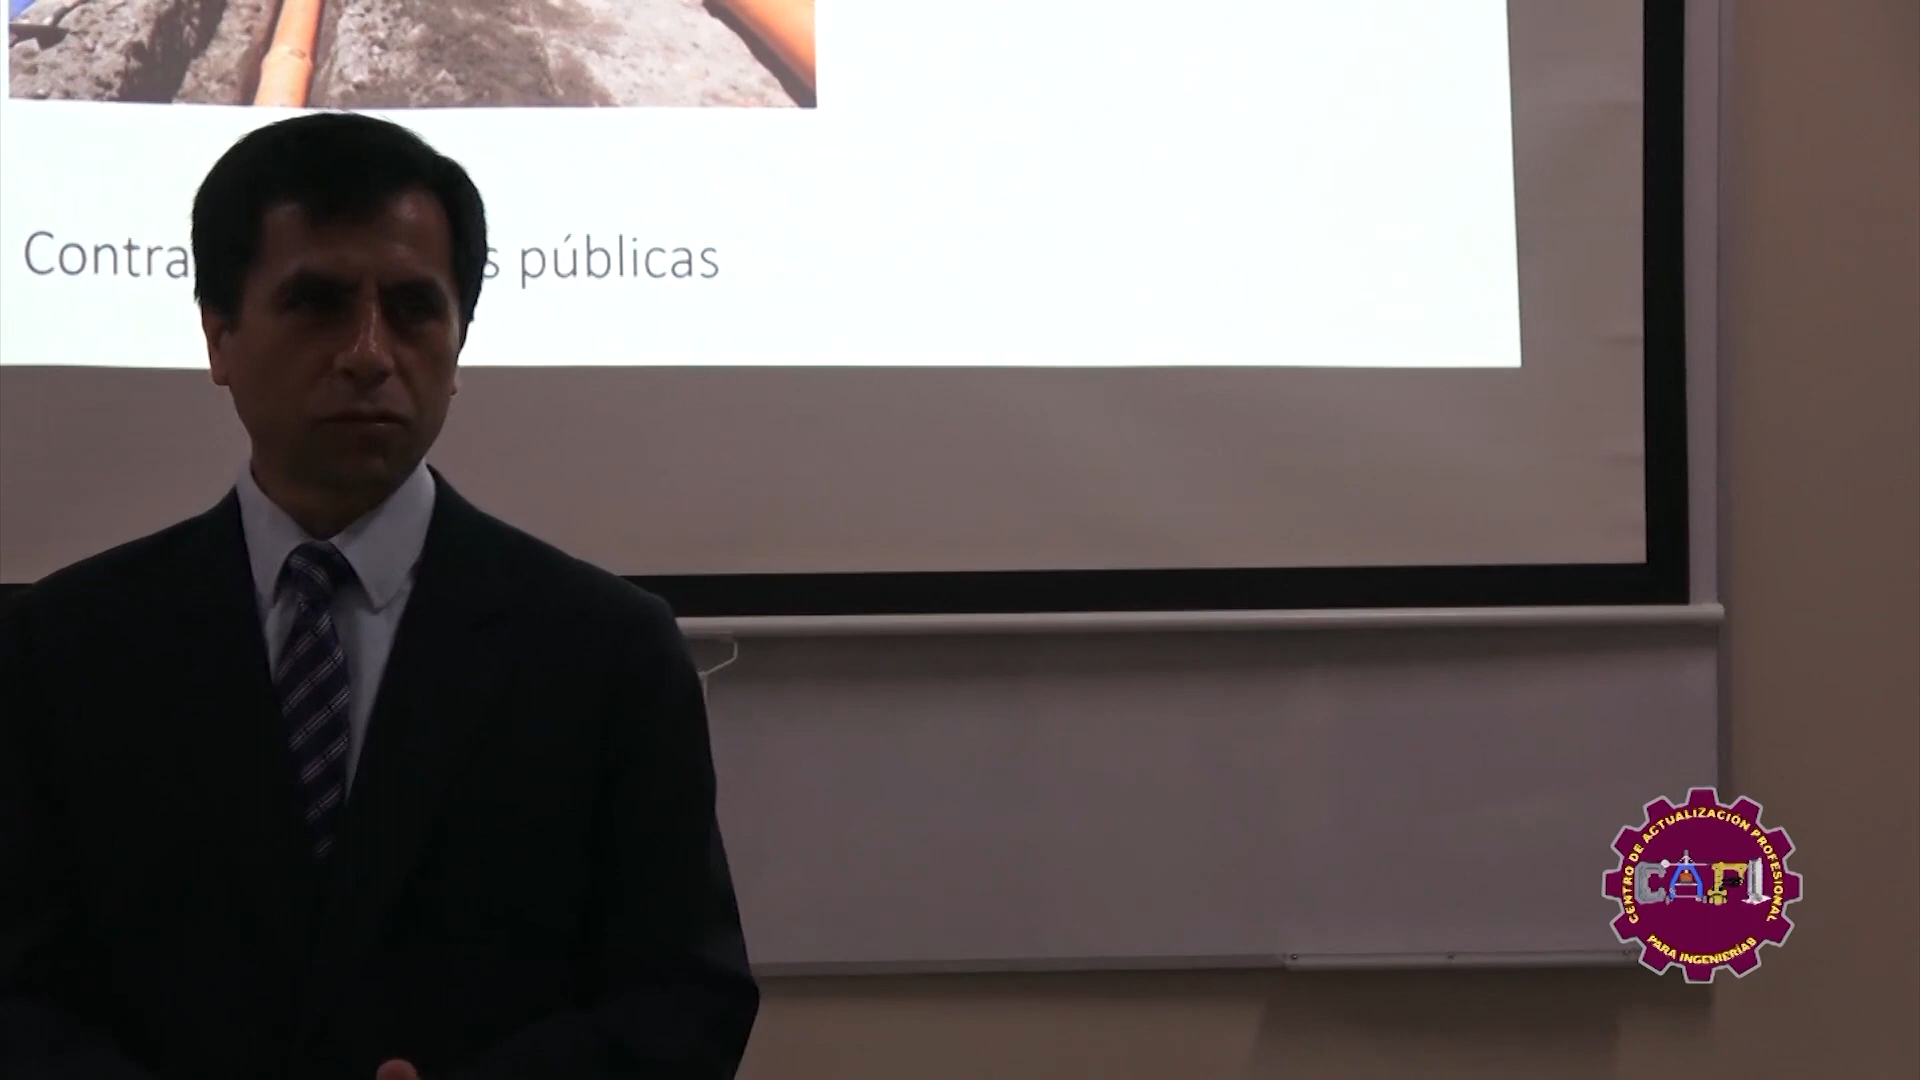 Contra s públicas
CENTRO DE ACTUALIZACIÓN PROFESIONAL
CAPI
PARA INGENIERÍAS